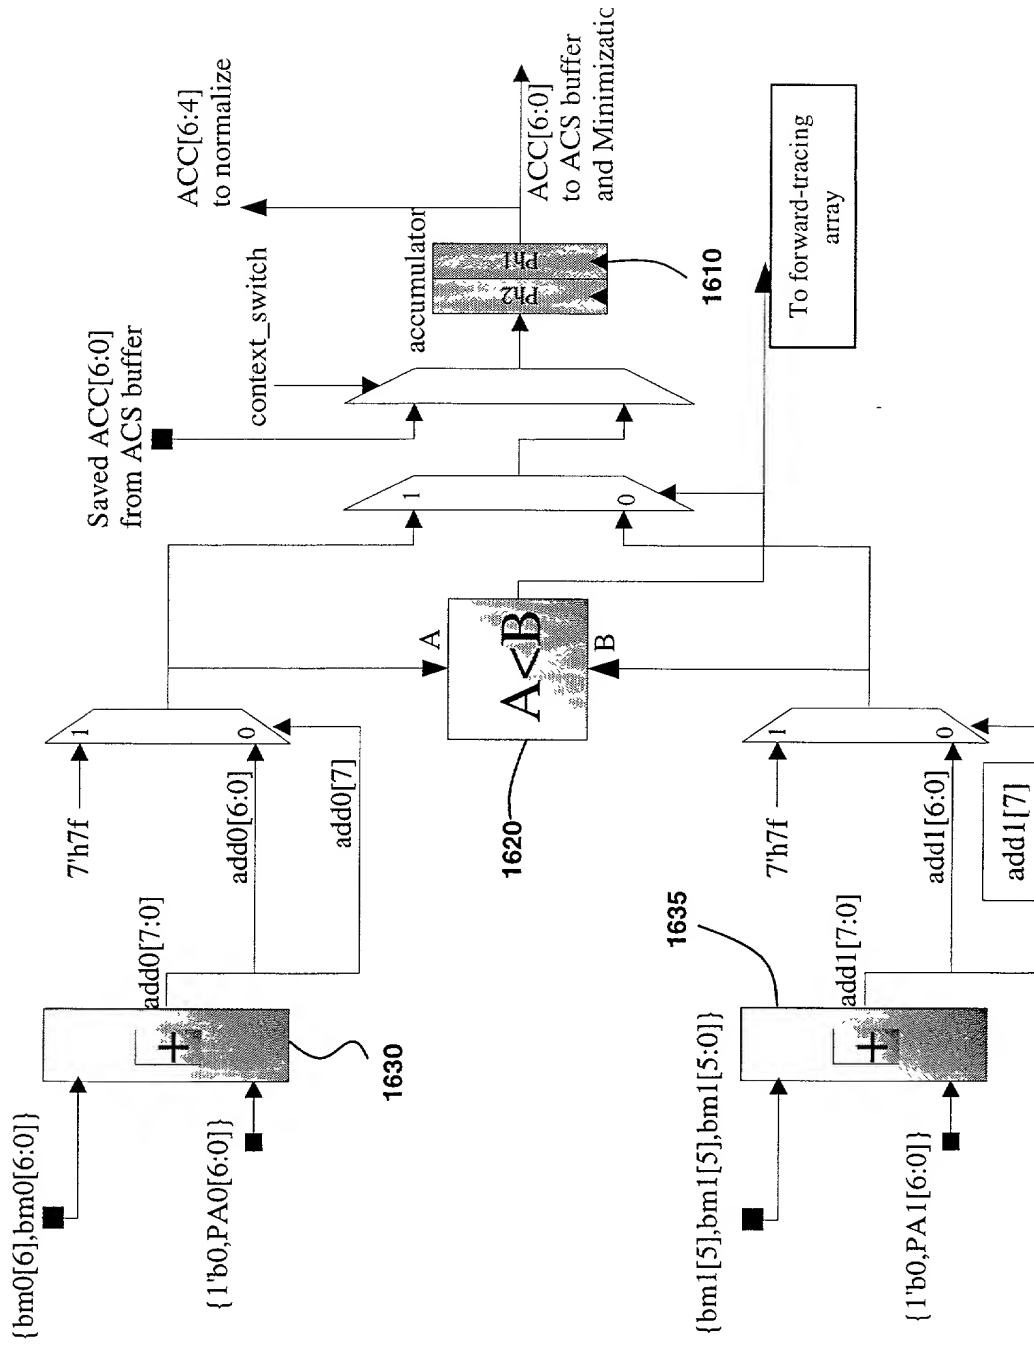 {bm0[6],bm0[6:0]}
{1'b0,PA0[6:0]}
+
1630
add0[7:0]
7'h7f
add0[6:0]
add0[7]
1
0
Saved ACC[6:0]
from ACS buffer
context_switch
ACC[6:4]
to normalize
accumulator
Ph2
Ph1
1610
ACC[6:0]
to ACS buffer
and Minimizatic
1
0
A
A<B
B
1620
To forward-tracing
array
{bm1[5],bm1[5],bm1[5:0]}
{1'b0,PA1[6:0]}
+
1635
add1[7:0]
7'h7f
add1[6:0]
add1[7]
1
0